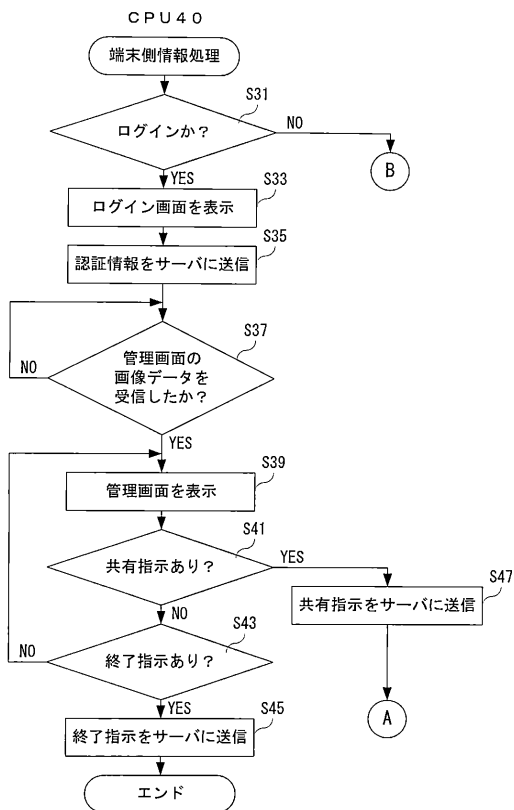 CPU40
端末側情報処理
S31
ログインか?
NO
B
YES
S33
ログイン画面を表示
S35
認証情報をサーバに送信
S37
管理画面の
画像データを
受信したか?
NO
YES
S39
管理画面を表示
S41
共有指示あり?
YES
S47
共有指示をサーバに送信
NO
S43
終了指示あり?
NO
A
YES
S45
終了指示をサーバに送信
エンド